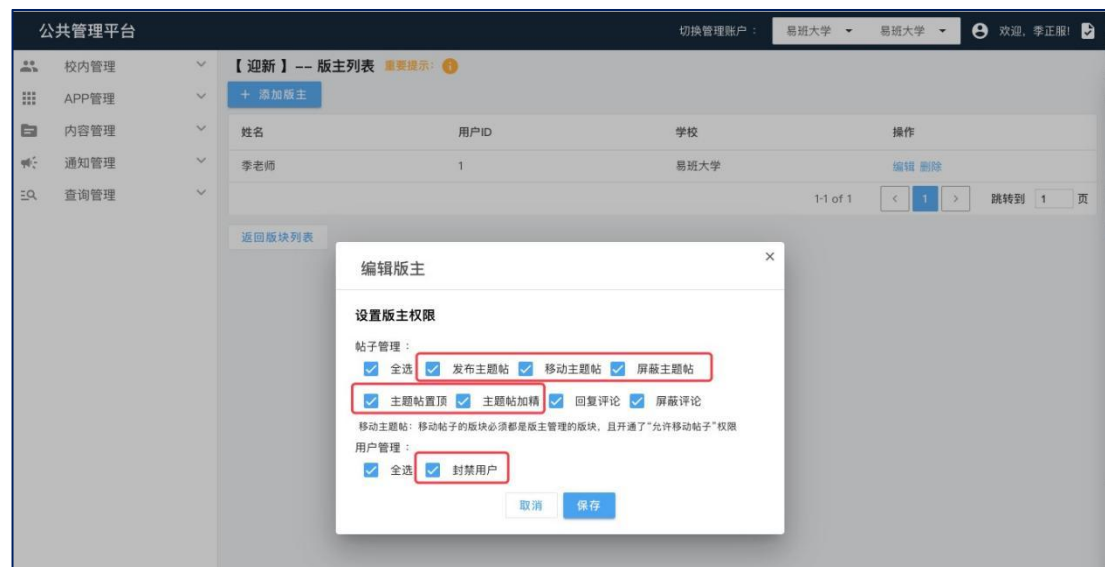 公共管理平台 切换管理账户： 易班大学 易班大学 欢迎, 季正服!
校内管理
APP管理
内容管理
通知管理
查询管理
【 迎新 】-- 版主列表 重要提示:
+ 添加版主
姓名 用户ID 学校 操作
季老师 1 易班大学 编辑 删除
1-1 of 1 < 1 > 跳转到 1 页
返回版块列表
编辑版主 ×
设置版主权限
帖子管理：
全选 发布主题帖 移动主题帖 屏蔽主题帖
主题帖置顶 主题帖加精 回复评论 屏蔽评论
移动主题帖: 移动帖子的版块必须都是版主管理的版块, 且开通了"允许移动帖子"权限
用户管理：
全选 封禁用户
取消 保存